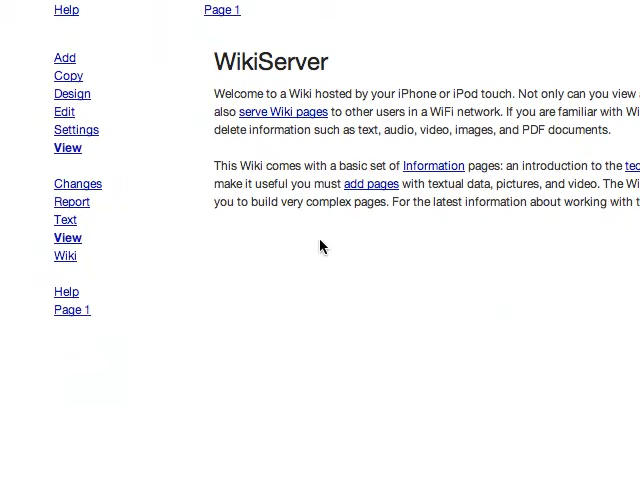 Help
Page 1
Add
Copy
Design
Edit
Settings
View
Changes
Report
Text
View
Wiki
Help
Page 1
WikiServer
Welcome to a Wiki hosted by your iPhone or iPod touch. Not only can you view
also serve Wiki pages to other users in a WiFi network. If you are familiar with
delete information such as text, audio, video, images, and PDF documents.
This Wiki comes with a basic set of Information pages: an introduction to the
make it useful you must add pages with textual data, pictures, and video. The
you to build very complex pages. For the latest information about working with